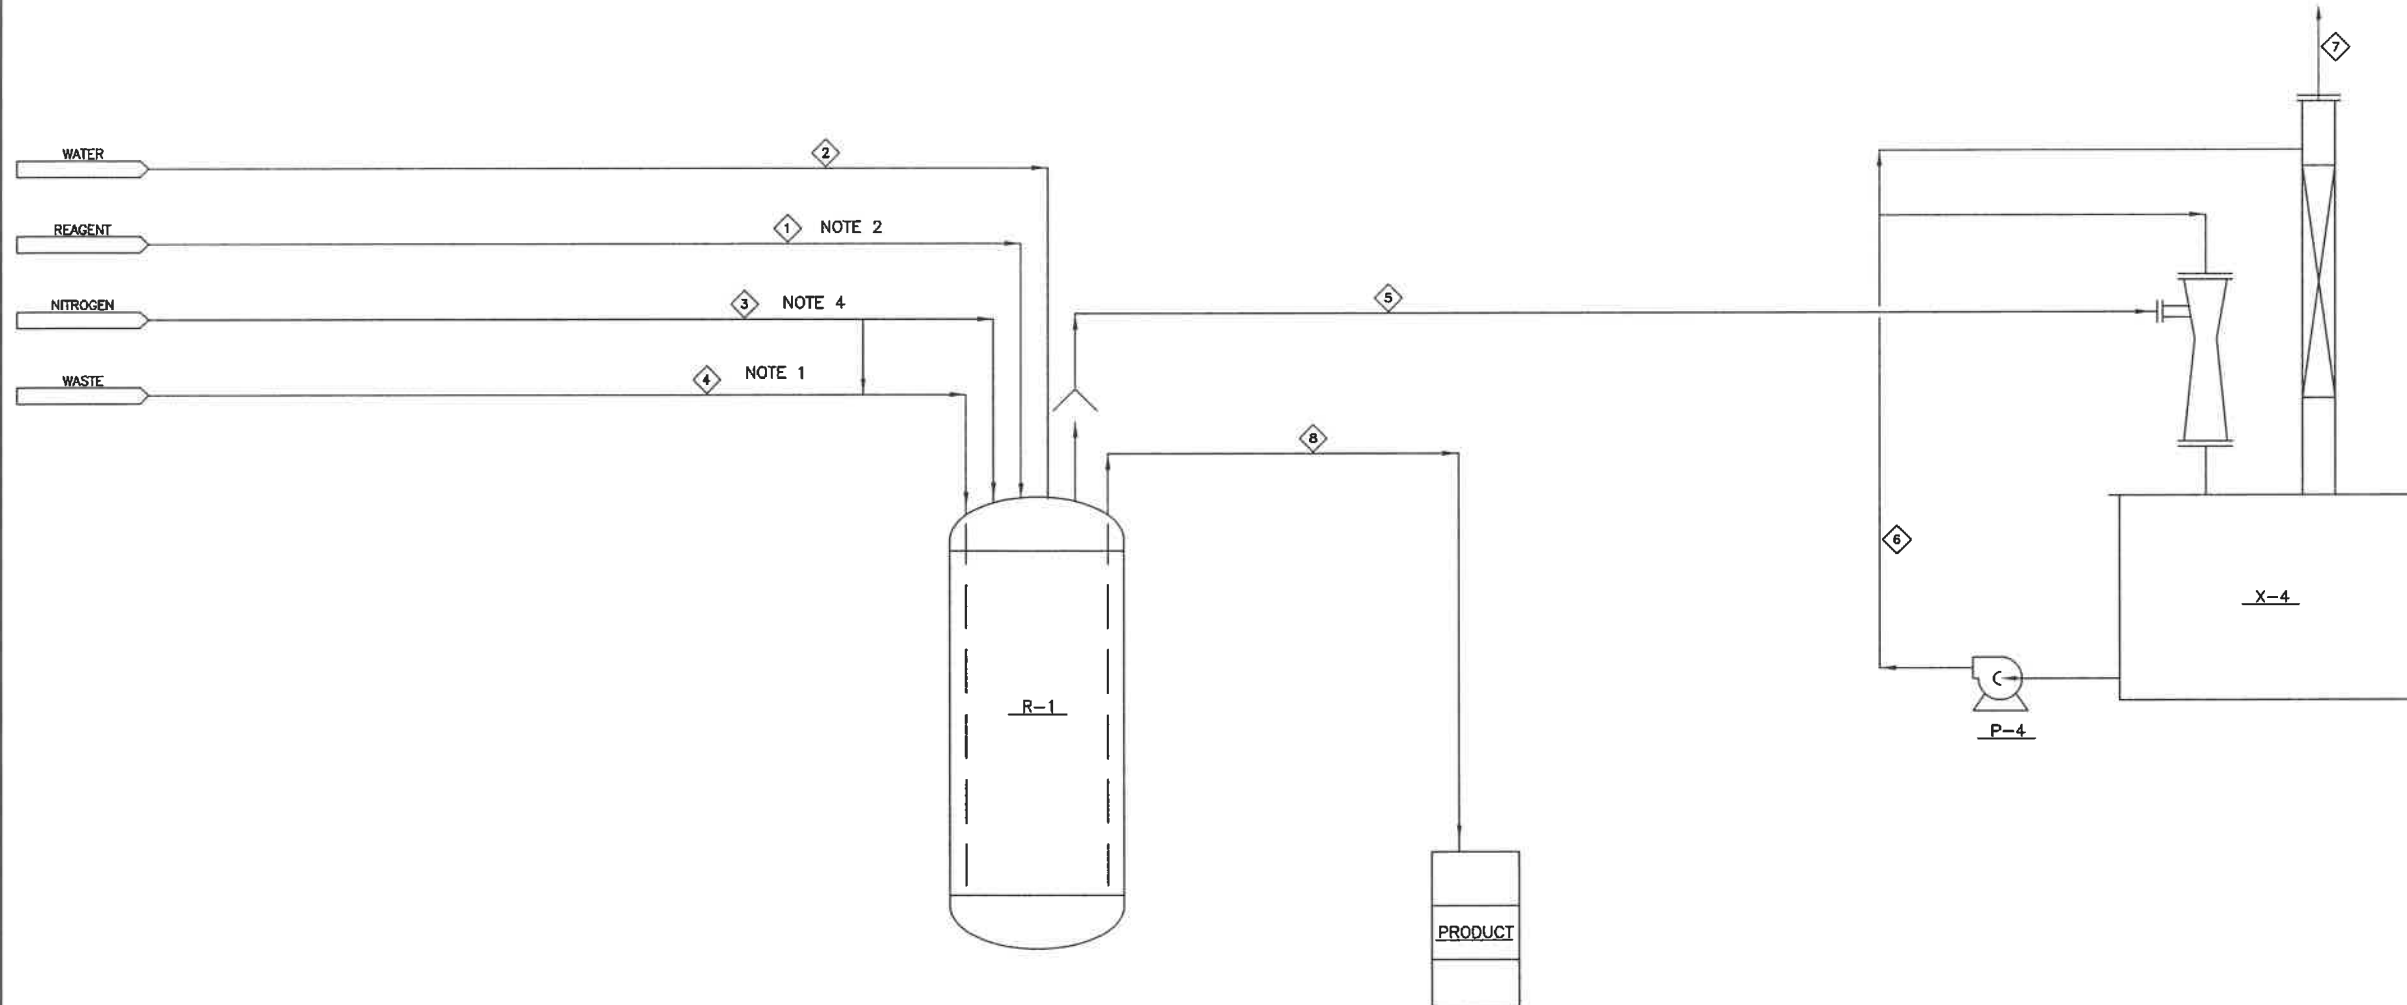 7
WATER
2
REAGENT
1 NOTE 2
NITROGEN
3 NOTE 4
5
WASTE
4 NOTE 1
8
6
X-4
R-1
C
P-4
PRODUCT